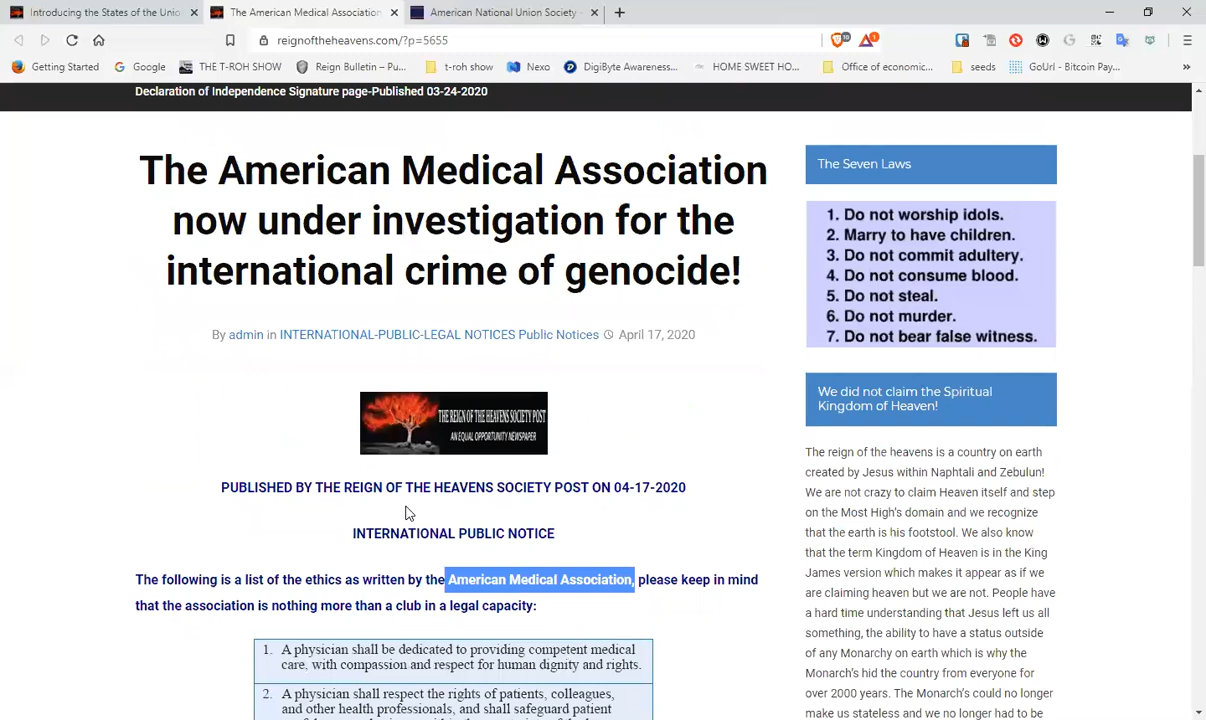 Introducing the States of the Unio
The American Medical Association
American National Union Society -
reignoftheheavens.com/?p=5655
Getting Started
Google
THE T-ROH SHOW
Reign Bulletin – Pu...
t-roh show
Nexo
DigiByte Awareness...
HOME SWEET HO...
Office of economic...
seeds
GoUrl - Bitcoin Pay...
Declaration of Independence Signature page-Published 03-24-2020
The American Medical Association
now under investigation for the
international crime of genocide!
By admin in INTERNATIONAL-PUBLIC-LEGAL NOTICES Public Notices April 17, 2020
THE REIGN OF THE HEAVENS SOCIETY POST
AN EQUAL OPPORTUNITY NEWSPAPER
PUBLISHED BY THE REIGN OF THE HEAVENS SOCIETY POST ON 04-17-2020
INTERNATIONAL PUBLIC NOTICE
The following is a list of the ethics as written by the American Medical Association, please keep in mind
that the association is nothing more than a club in a legal capacity:
1. A physician shall be dedicated to providing competent medical
care, with compassion and respect for human dignity and rights.
2. A physician shall respect the rights of patients, colleagues,
and other health professionals, and shall safeguard patient
The Seven Laws
1. Do not worship idols.
2. Marry to have children.
3. Do not commit adultery.
4. Do not consume blood.
5. Do not steal.
6. Do not murder.
7. Do not bear false witness.
We did not claim the Spiritual
Kingdom of Heaven!
The reign of the heavens is a country on earth
created by Jesus within Naphtali and Zebulun!
We are not crazy to claim Heaven itself and step
on the Most High's domain and we recognize
that the earth is his footstool. We also know
that the term Kingdom of Heaven is in the King
James version which makes it appear as if we
are claiming heaven but we are not. People have
a hard time understanding that Jesus left us all
something, the ability to have a status outside
of any Monarchy on earth which is why the
Monarch's hid the country from everyone for
over 2000 years. The Monarch's could no longer
make us stateless and we no longer had to be